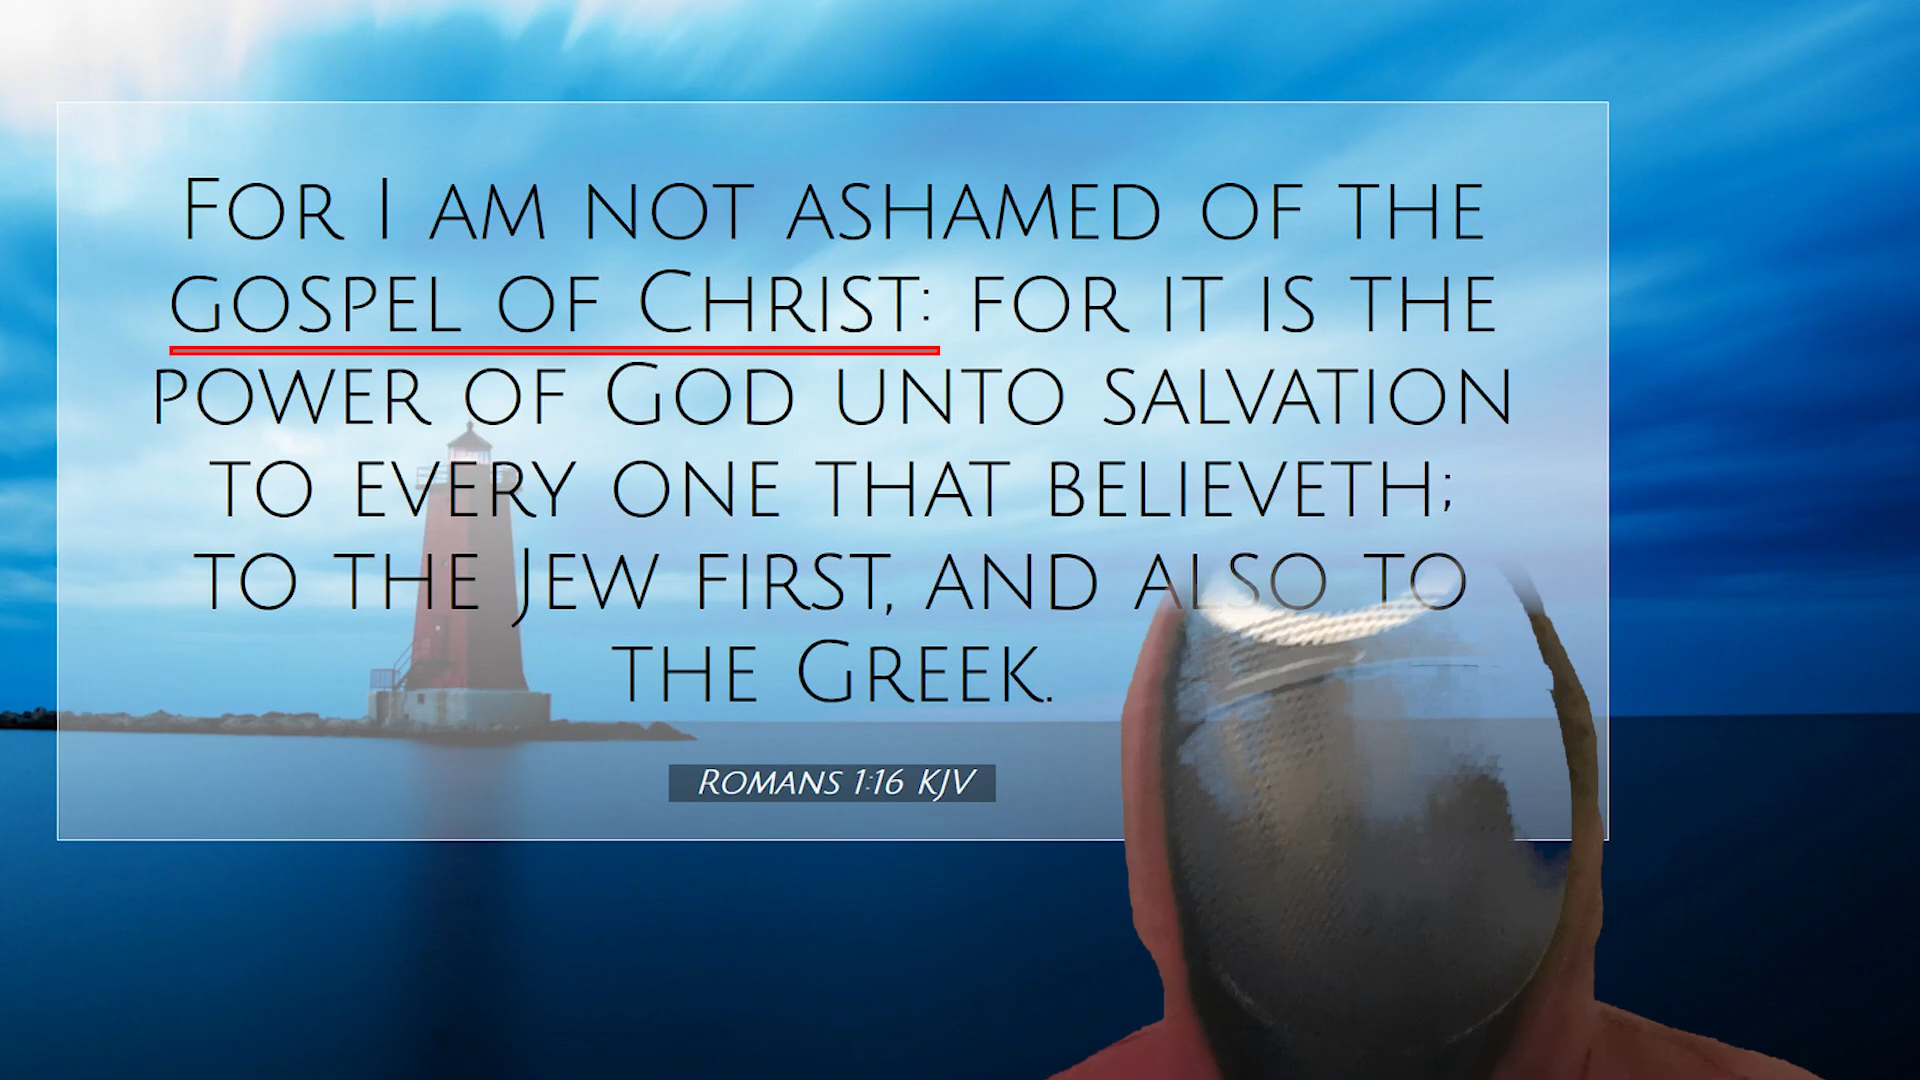 For I am not ashamed of the
gospel of Christ: for it is the
power of God unto salvation
to every one that believeth;
to the Jew first, and also to
the Greek.
Romans 1:16 KJV